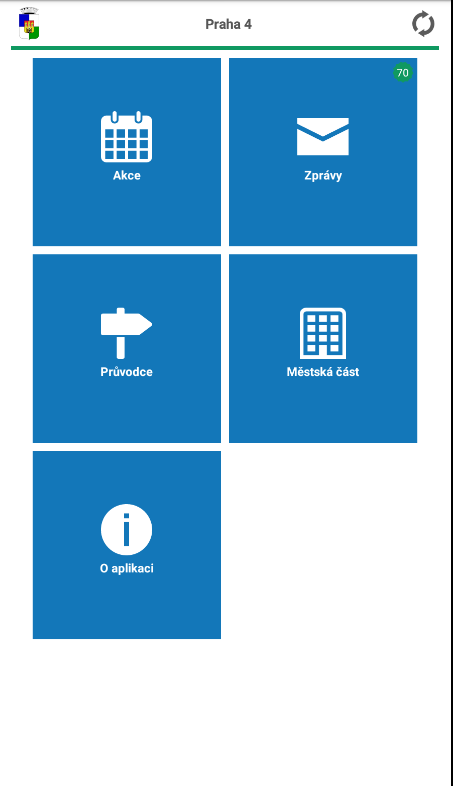 Praha 4
70
Akce
Zprávy
Průvodce
Městská část
O aplikaci